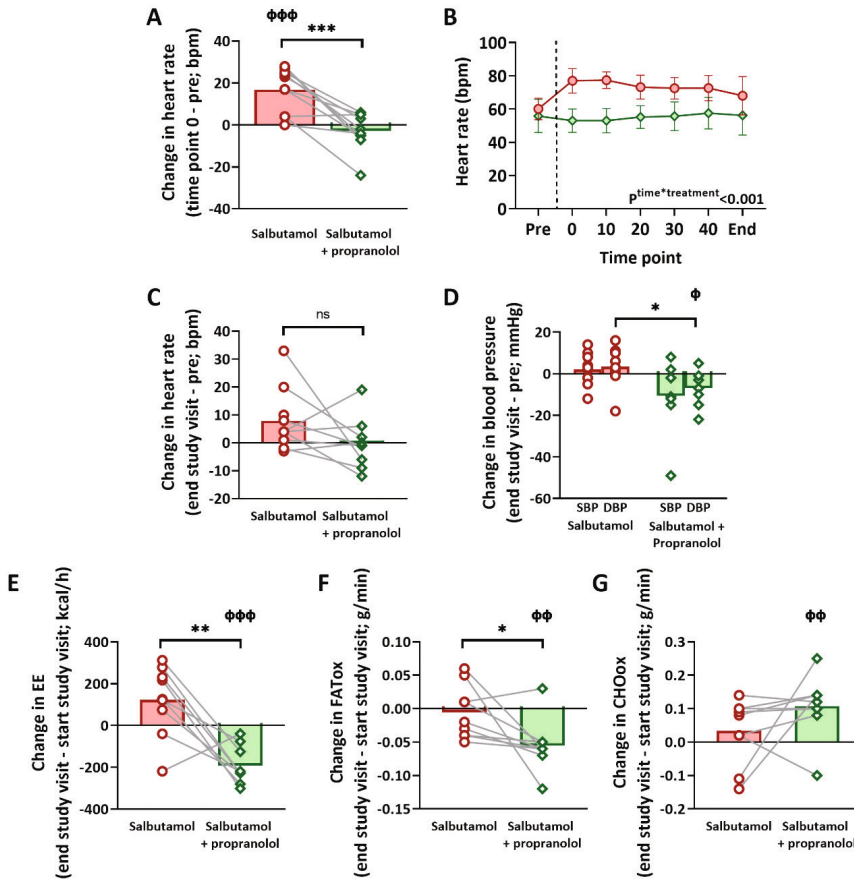 A
Change in heart rate
(time point 0 - pre; bpm)
ϕϕϕ
***
40
20
0
-20
-40
Salbutamol
Salbutamol
+ propranolol
B
Heart rate (bpm)
100
80
60
40
20
0
Pre
0
10
20
30
40
End
Time point
P^time*treatment<0.001
C
Change in heart rate
(end study visit - pre; bpm)
ns
40
30
20
10
0
-10
-20
Salbutamol
Salbutamol
+ propranolol
D
Change in blood pressure
(end study visit - pre; mmHg)
ϕ
*
20
0
-20
-40
-60
SBP DBP
Salbutamol
SBP DBP
Salbutamol +
Propranolol
E
Change in EE
(end study visit - start study visit; kcal/h)
ϕϕϕ
**
400
200
0
-200
-400
Salbutamol
Salbutamol
+ propranolol
F
Change in FATox
(end study visit - start study visit; g/min)
ϕϕ
*
0.10
0.05
0.00
-0.05
-0.10
-0.15
Salbutamol
Salbutamol
+ propranolol
G
Change in CHOox
(end study visit - start study visit; g/min)
ϕϕ
0.3
0.2
0.1
0.0
-0.1
-0.2
Salbutamol
Salbutamol
+ propranolol